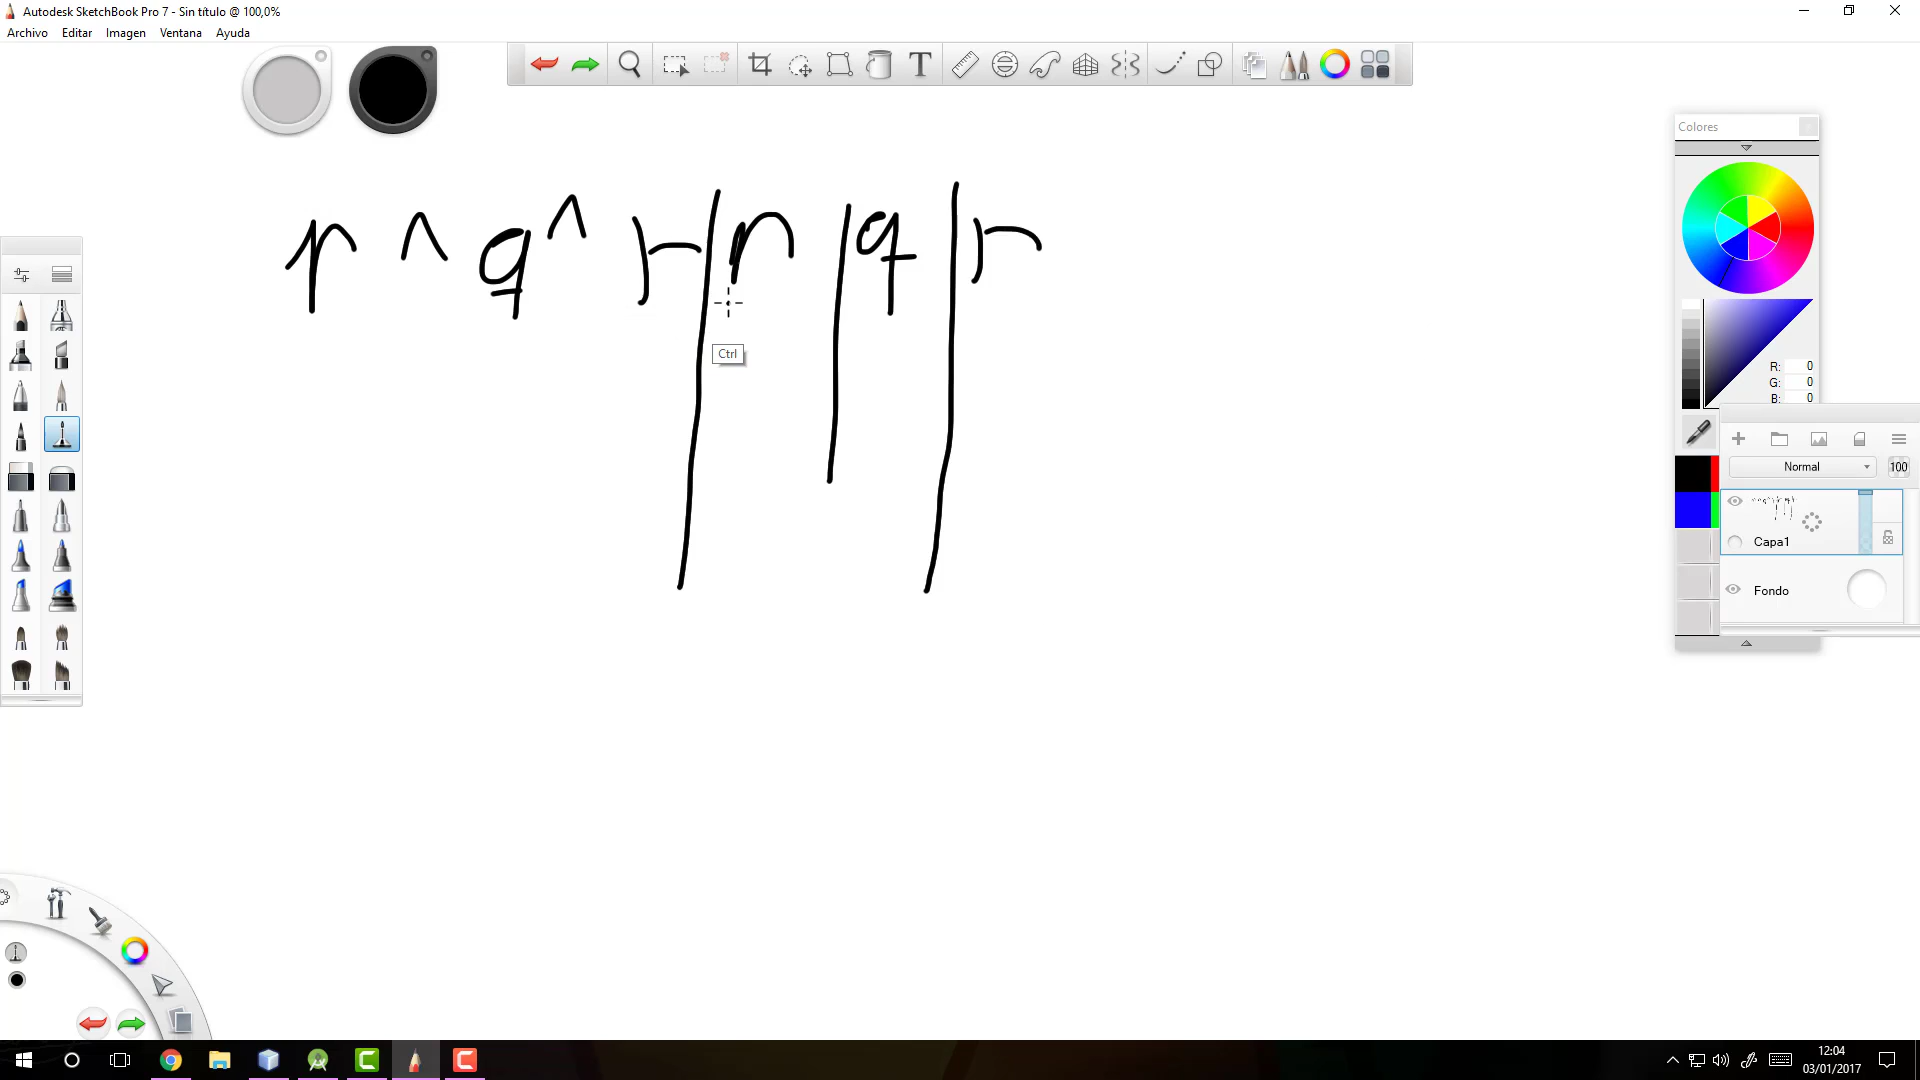 Autodesk SketchBook Pro 7 - Sin título @ 100,0%
Archivo Editar Imagen Ventana Ayuda
T
Colores
p ^ q ^ r | p | q | r
Ctrl
R: 0
G: 0
B: 0
Normal 100
Capa1
Fondo
12:04
03/01/2017